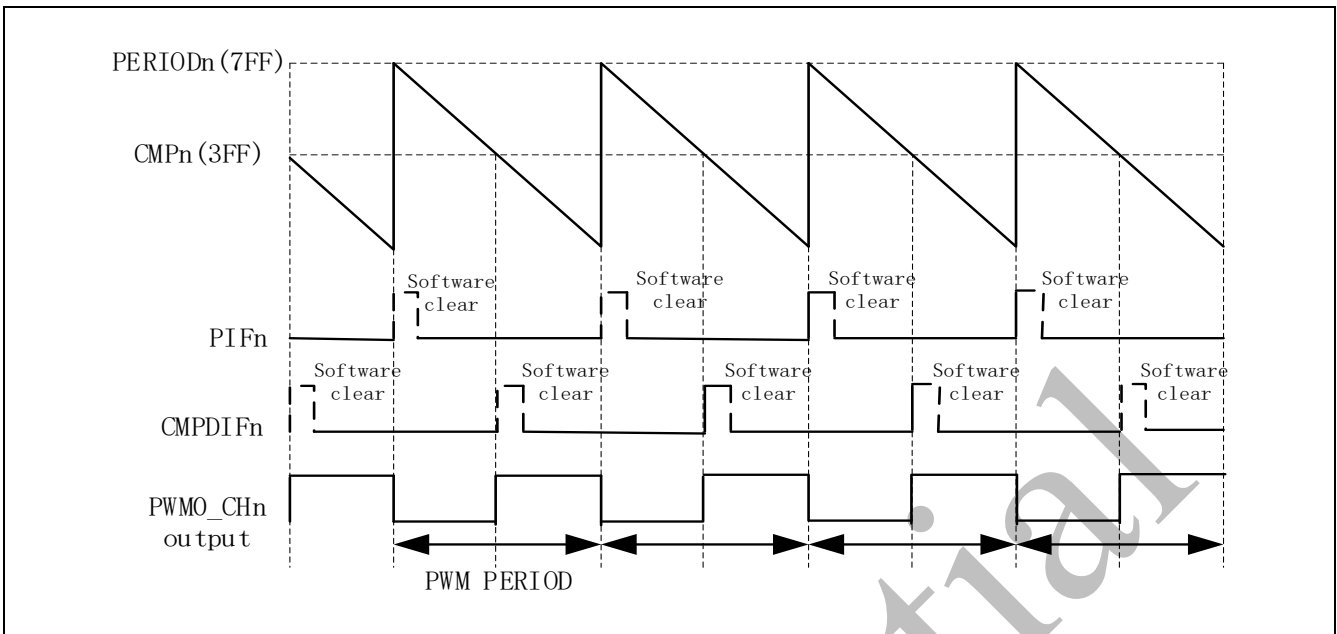 PERIODn(7FF)
CMPn(3FF)
Software
clear
Software
clear
Software
clear
Software
clear
PIFn
Software
clear
Software
clear
Software
clear
Software
clear
Software
clear
CMPDIFn
PWMO_CHn
output
PWM PERIOD
tial